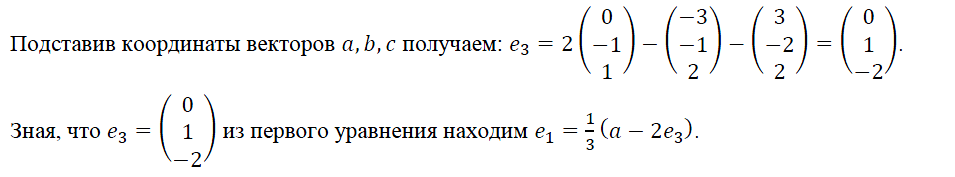 Подставив координаты векторов a, b, c получаем: e₃ = 2(0 −1 1) − (−3 −1 2) − (3 −2 2) = (0 1 −2).
Зная, что e₃ = (0 1 −2) из первого уравнения находим e₁ = 1/3 (a − 2e₃).